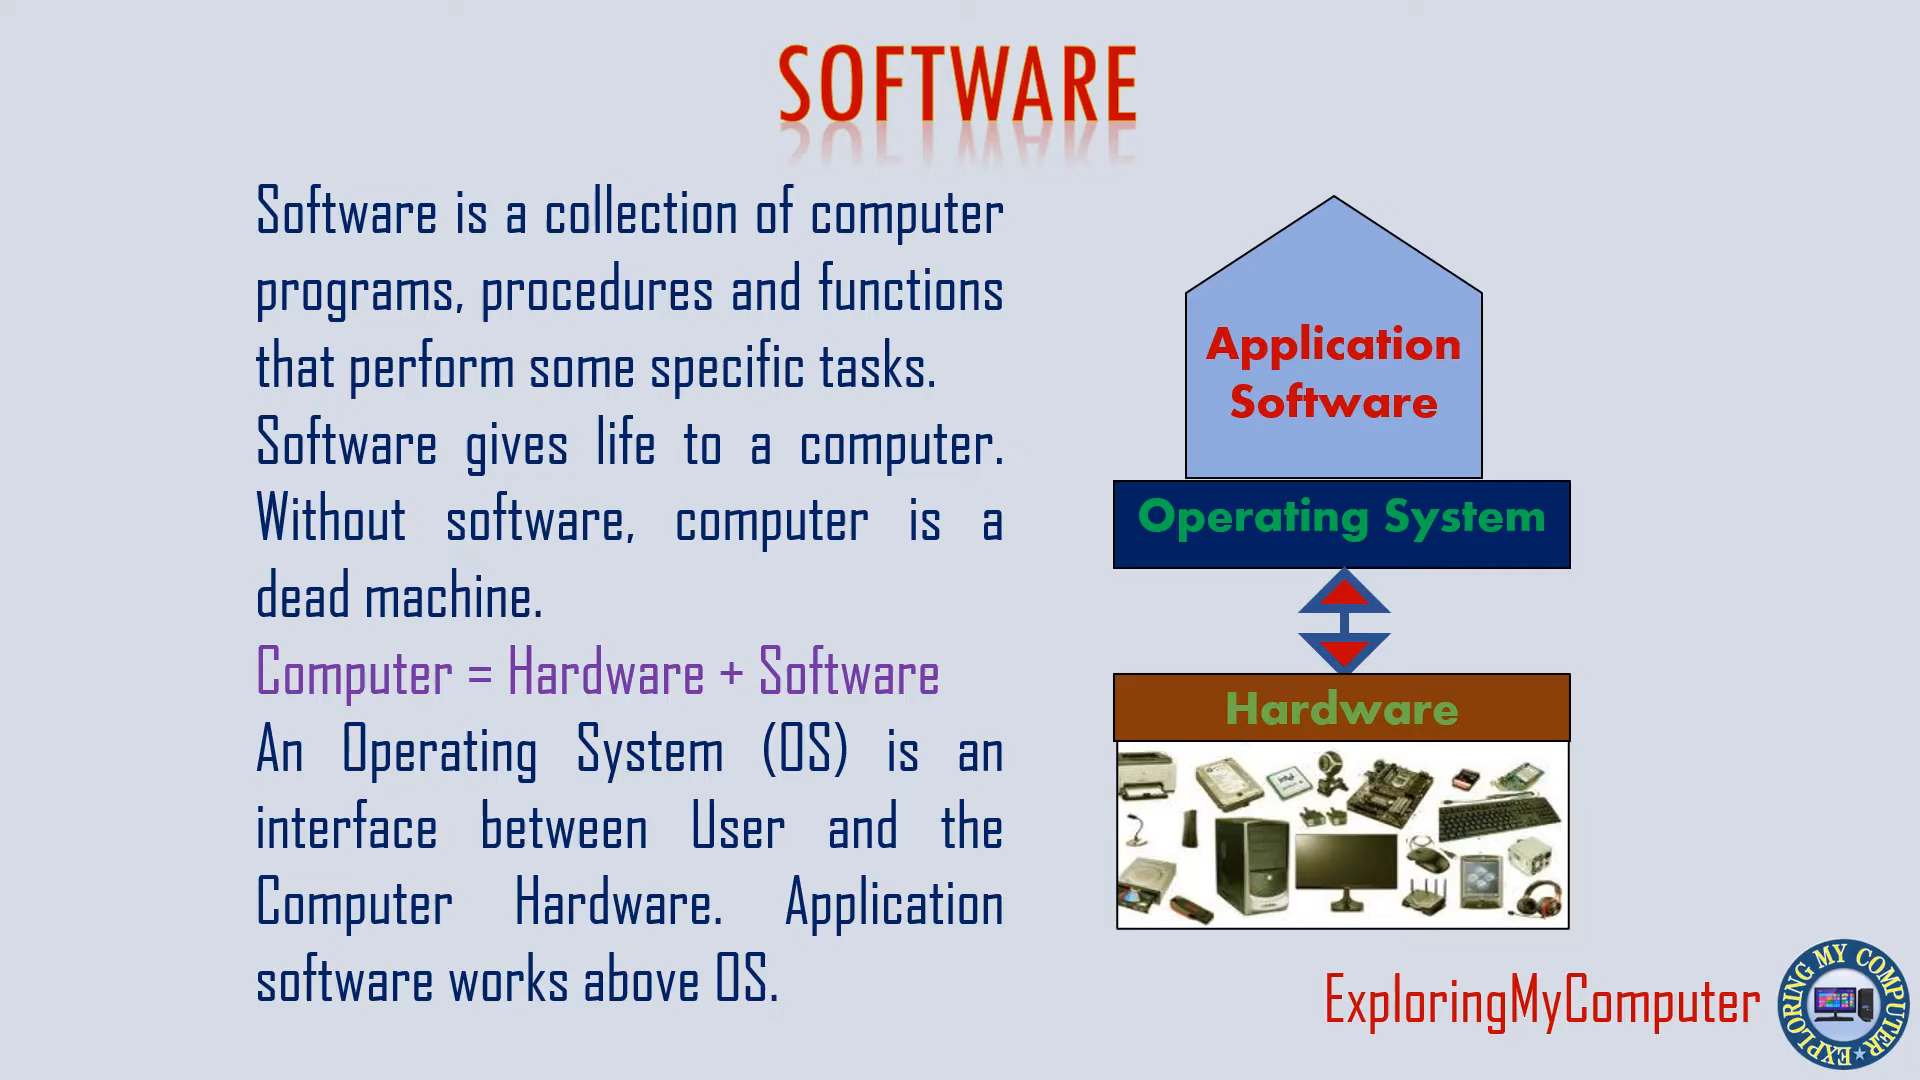 SOFTWARE
Software is a collection of computer
programs, procedures and functions
that perform some specific tasks.
Software gives life to a computer.
Without software, computer is a
dead machine.
Computer = Hardware + Software
An Operating System (OS) is an
interface between User and the
Computer Hardware. Application
software works above OS.
Application
Software
Operating System
Hardware
intel
ExploringMyComputer
EXPLORING MY COMPUTER